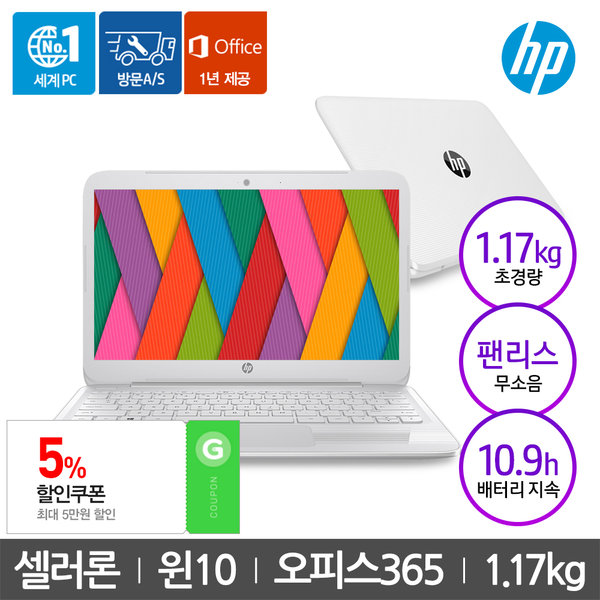 No.1
세계 PC
방문A/S
Office
1년 제공
hp
hp
1.17kg
초경량
팬리스
무소음
10.9h
배터리 지속
hp
5%
할인쿠폰
최대 5만원 할인
G
COUPON
셀러론 | 윈10 | 오피스365 | 1.17kg